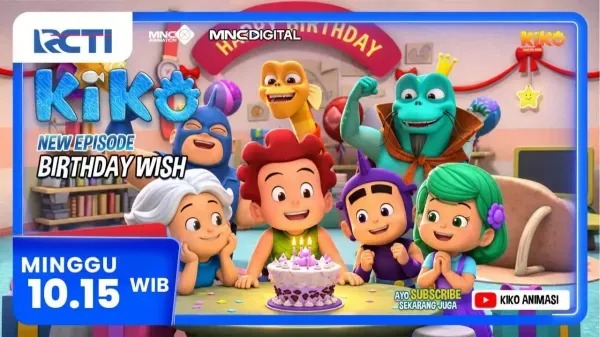 RCTI
MNC ANIMATION
MNC DIGITAL
HAPPY BIRTHDAY
KIKO
KIKO
NEW EPISODE
BIRTHDAY WISH
MINGGU
10.15 WIB
AYO SUBSCRIBE
SEKARANG JUGA
KIKO ANIMASI